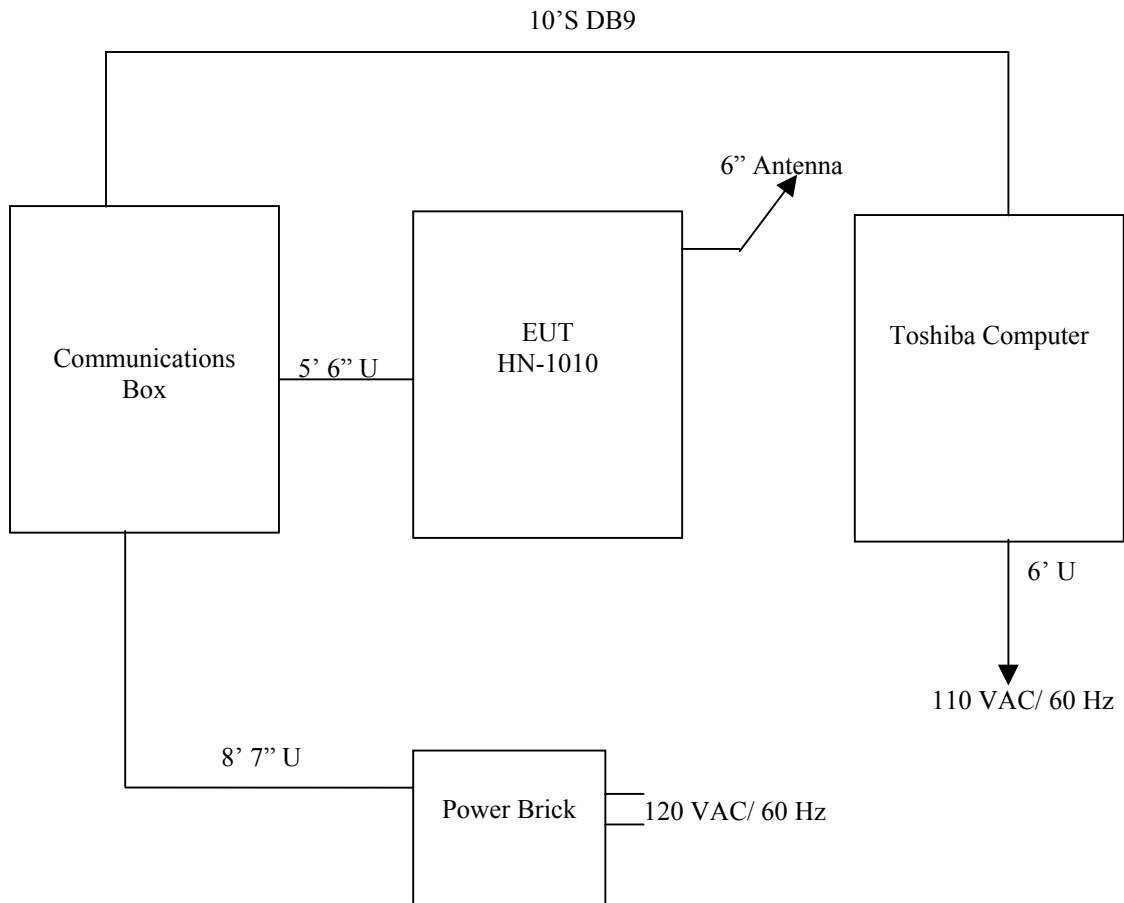 10’S DB9
6” Antenna
Communications
Box
5’ 6” U
EUT
HN-1010
Toshiba Computer
6’ U
110 VAC/ 60 Hz
8’ 7” U
Power Brick
120 VAC/ 60 Hz